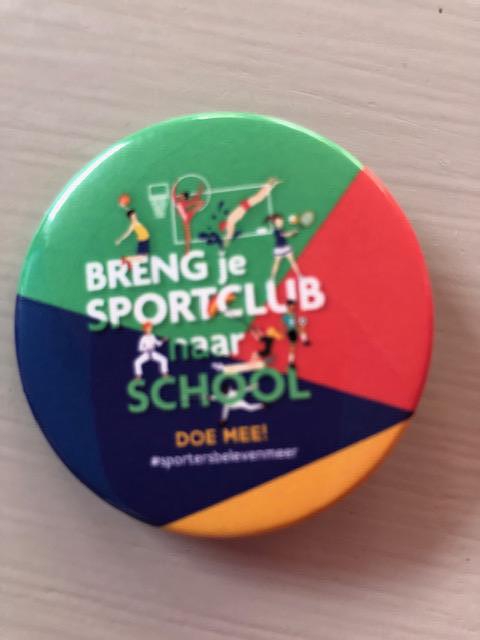 BRENG je
SPORTCLUB
naar
SCHOOL
DOE MEE!
#sportersbelevenmeer